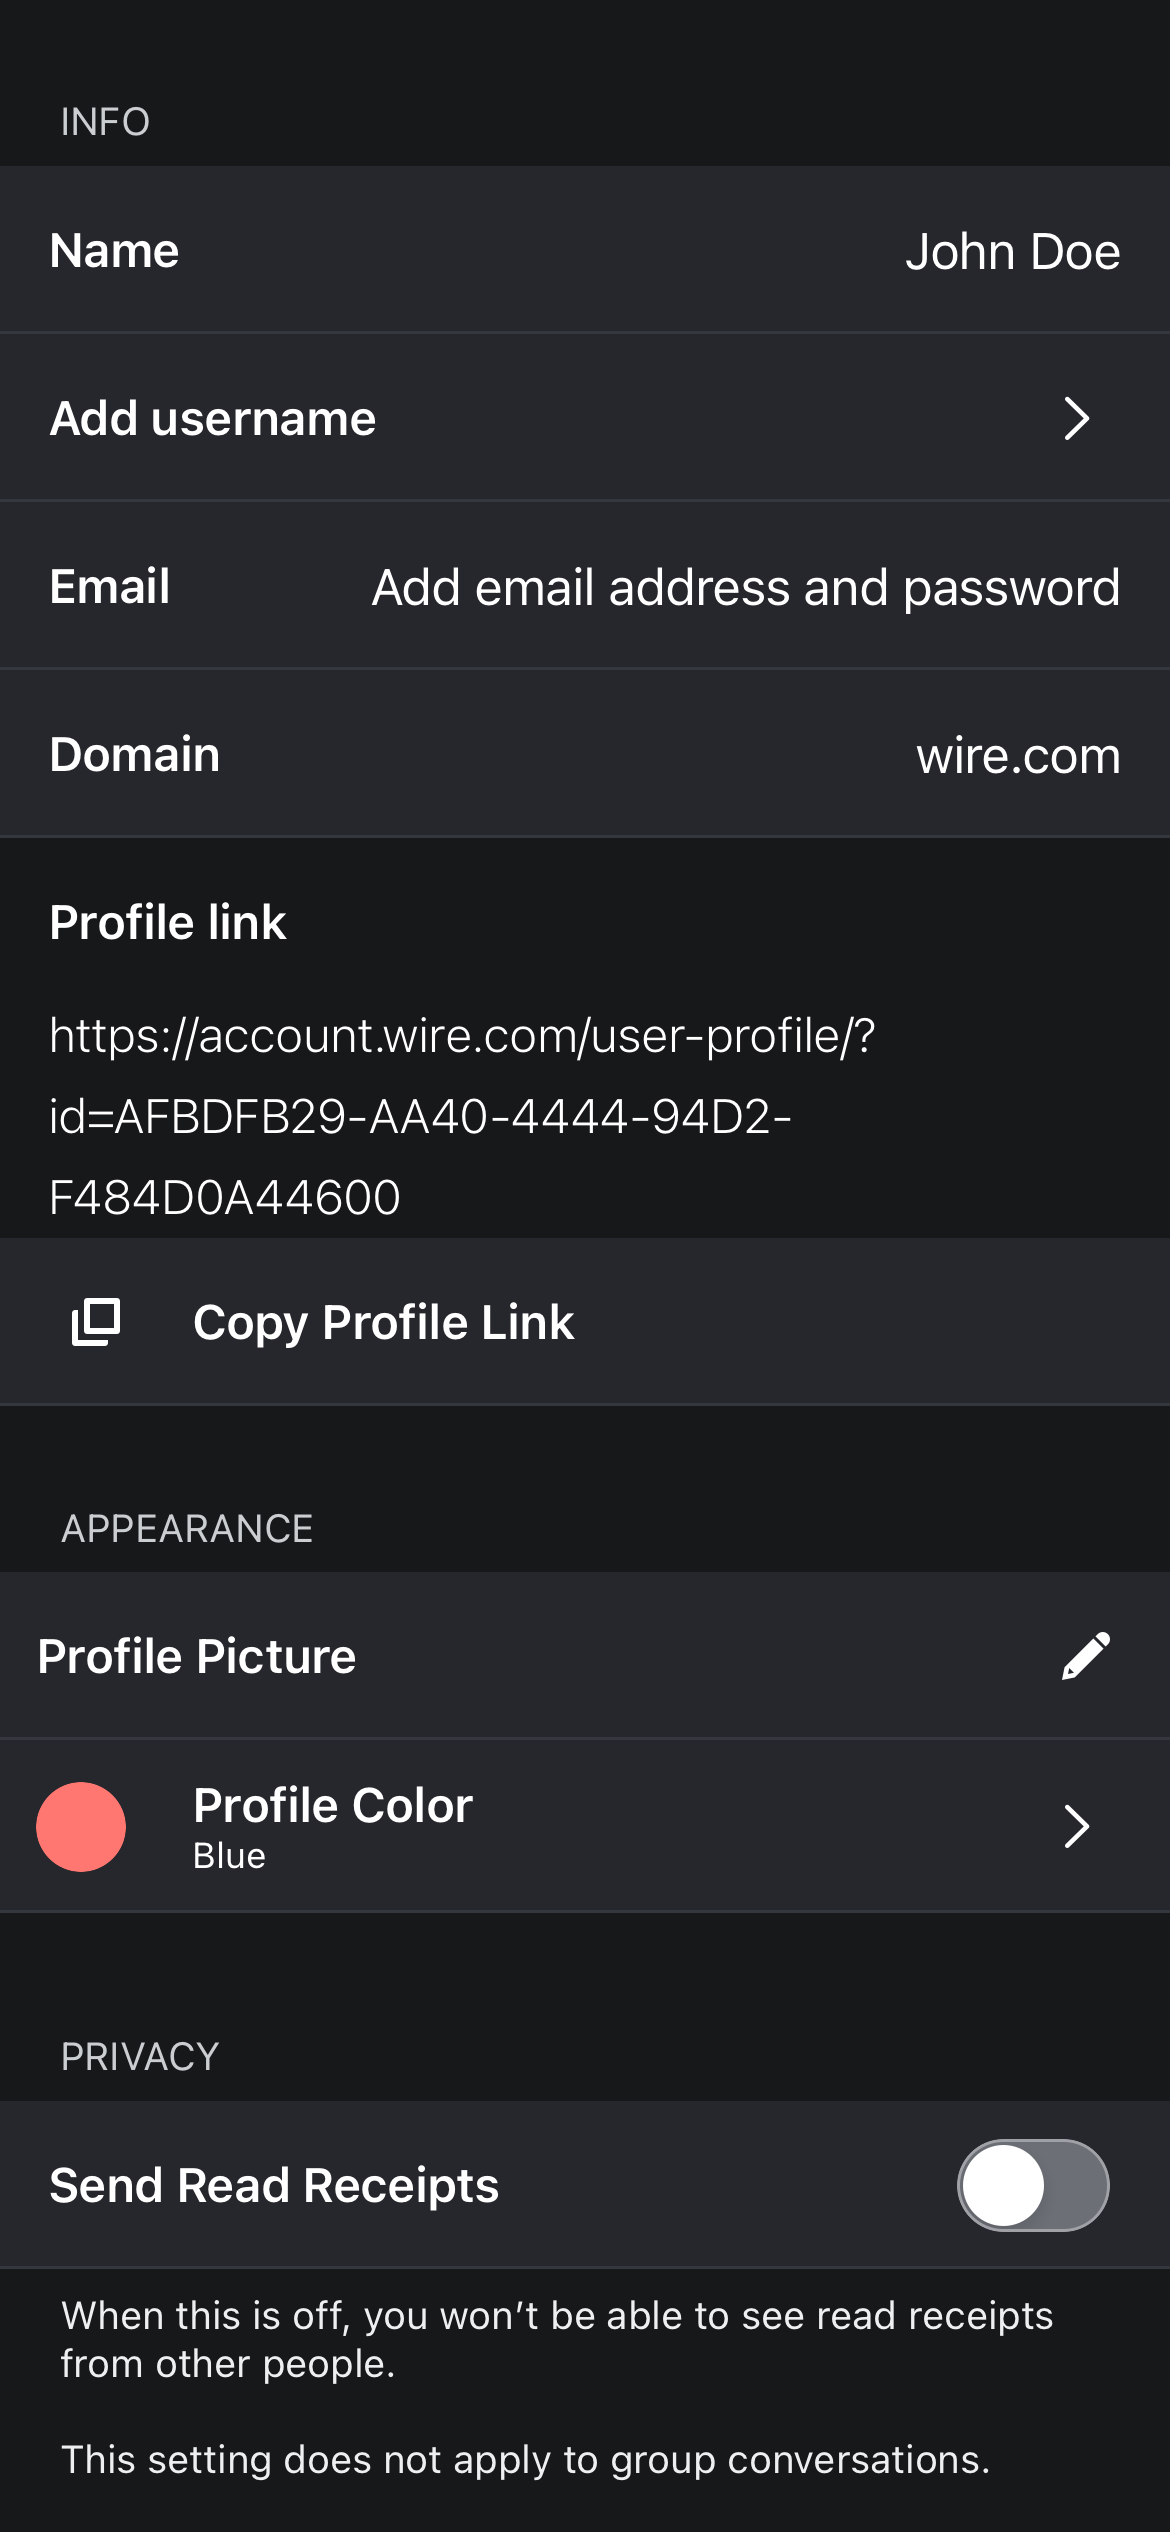 INFO
Name John Doe
Add username
Email Add email address and password
Domain wire.com
Profile link
https://account.wire.com/user-profile/?
id=AFBDFB29-AA40-4444-94D2-
F484D0A44600
Copy Profile Link
APPEARANCE
Profile Picture
Profile Color
Blue
PRIVACY
Send Read Receipts
When this is off, you won’t be able to see read receipts
from other people.
This setting does not apply to group conversations.